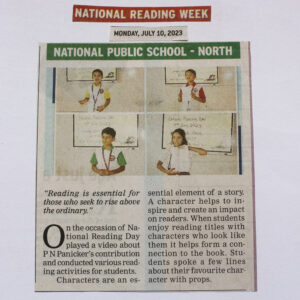 NATIONAL READING WEEK
MONDAY, JULY 10, 2023
NATIONAL PUBLIC SCHOOL - NORTH
"Reading is essential for
those who seek to rise above
the ordinary."
On the occasion of Na-
tional Reading Day
played a video about
P N Panicker's contribution
and conducted various read-
ing activities for students.
Characters are an es-
sential element of a story.
A character helps to in-
spire and create an impact
on readers. When students
enjoy reading titles with
characters who look like
them it helps form a con-
nection to the book. Stu-
dents spoke a few lines
about their favourite char-
acter with props.